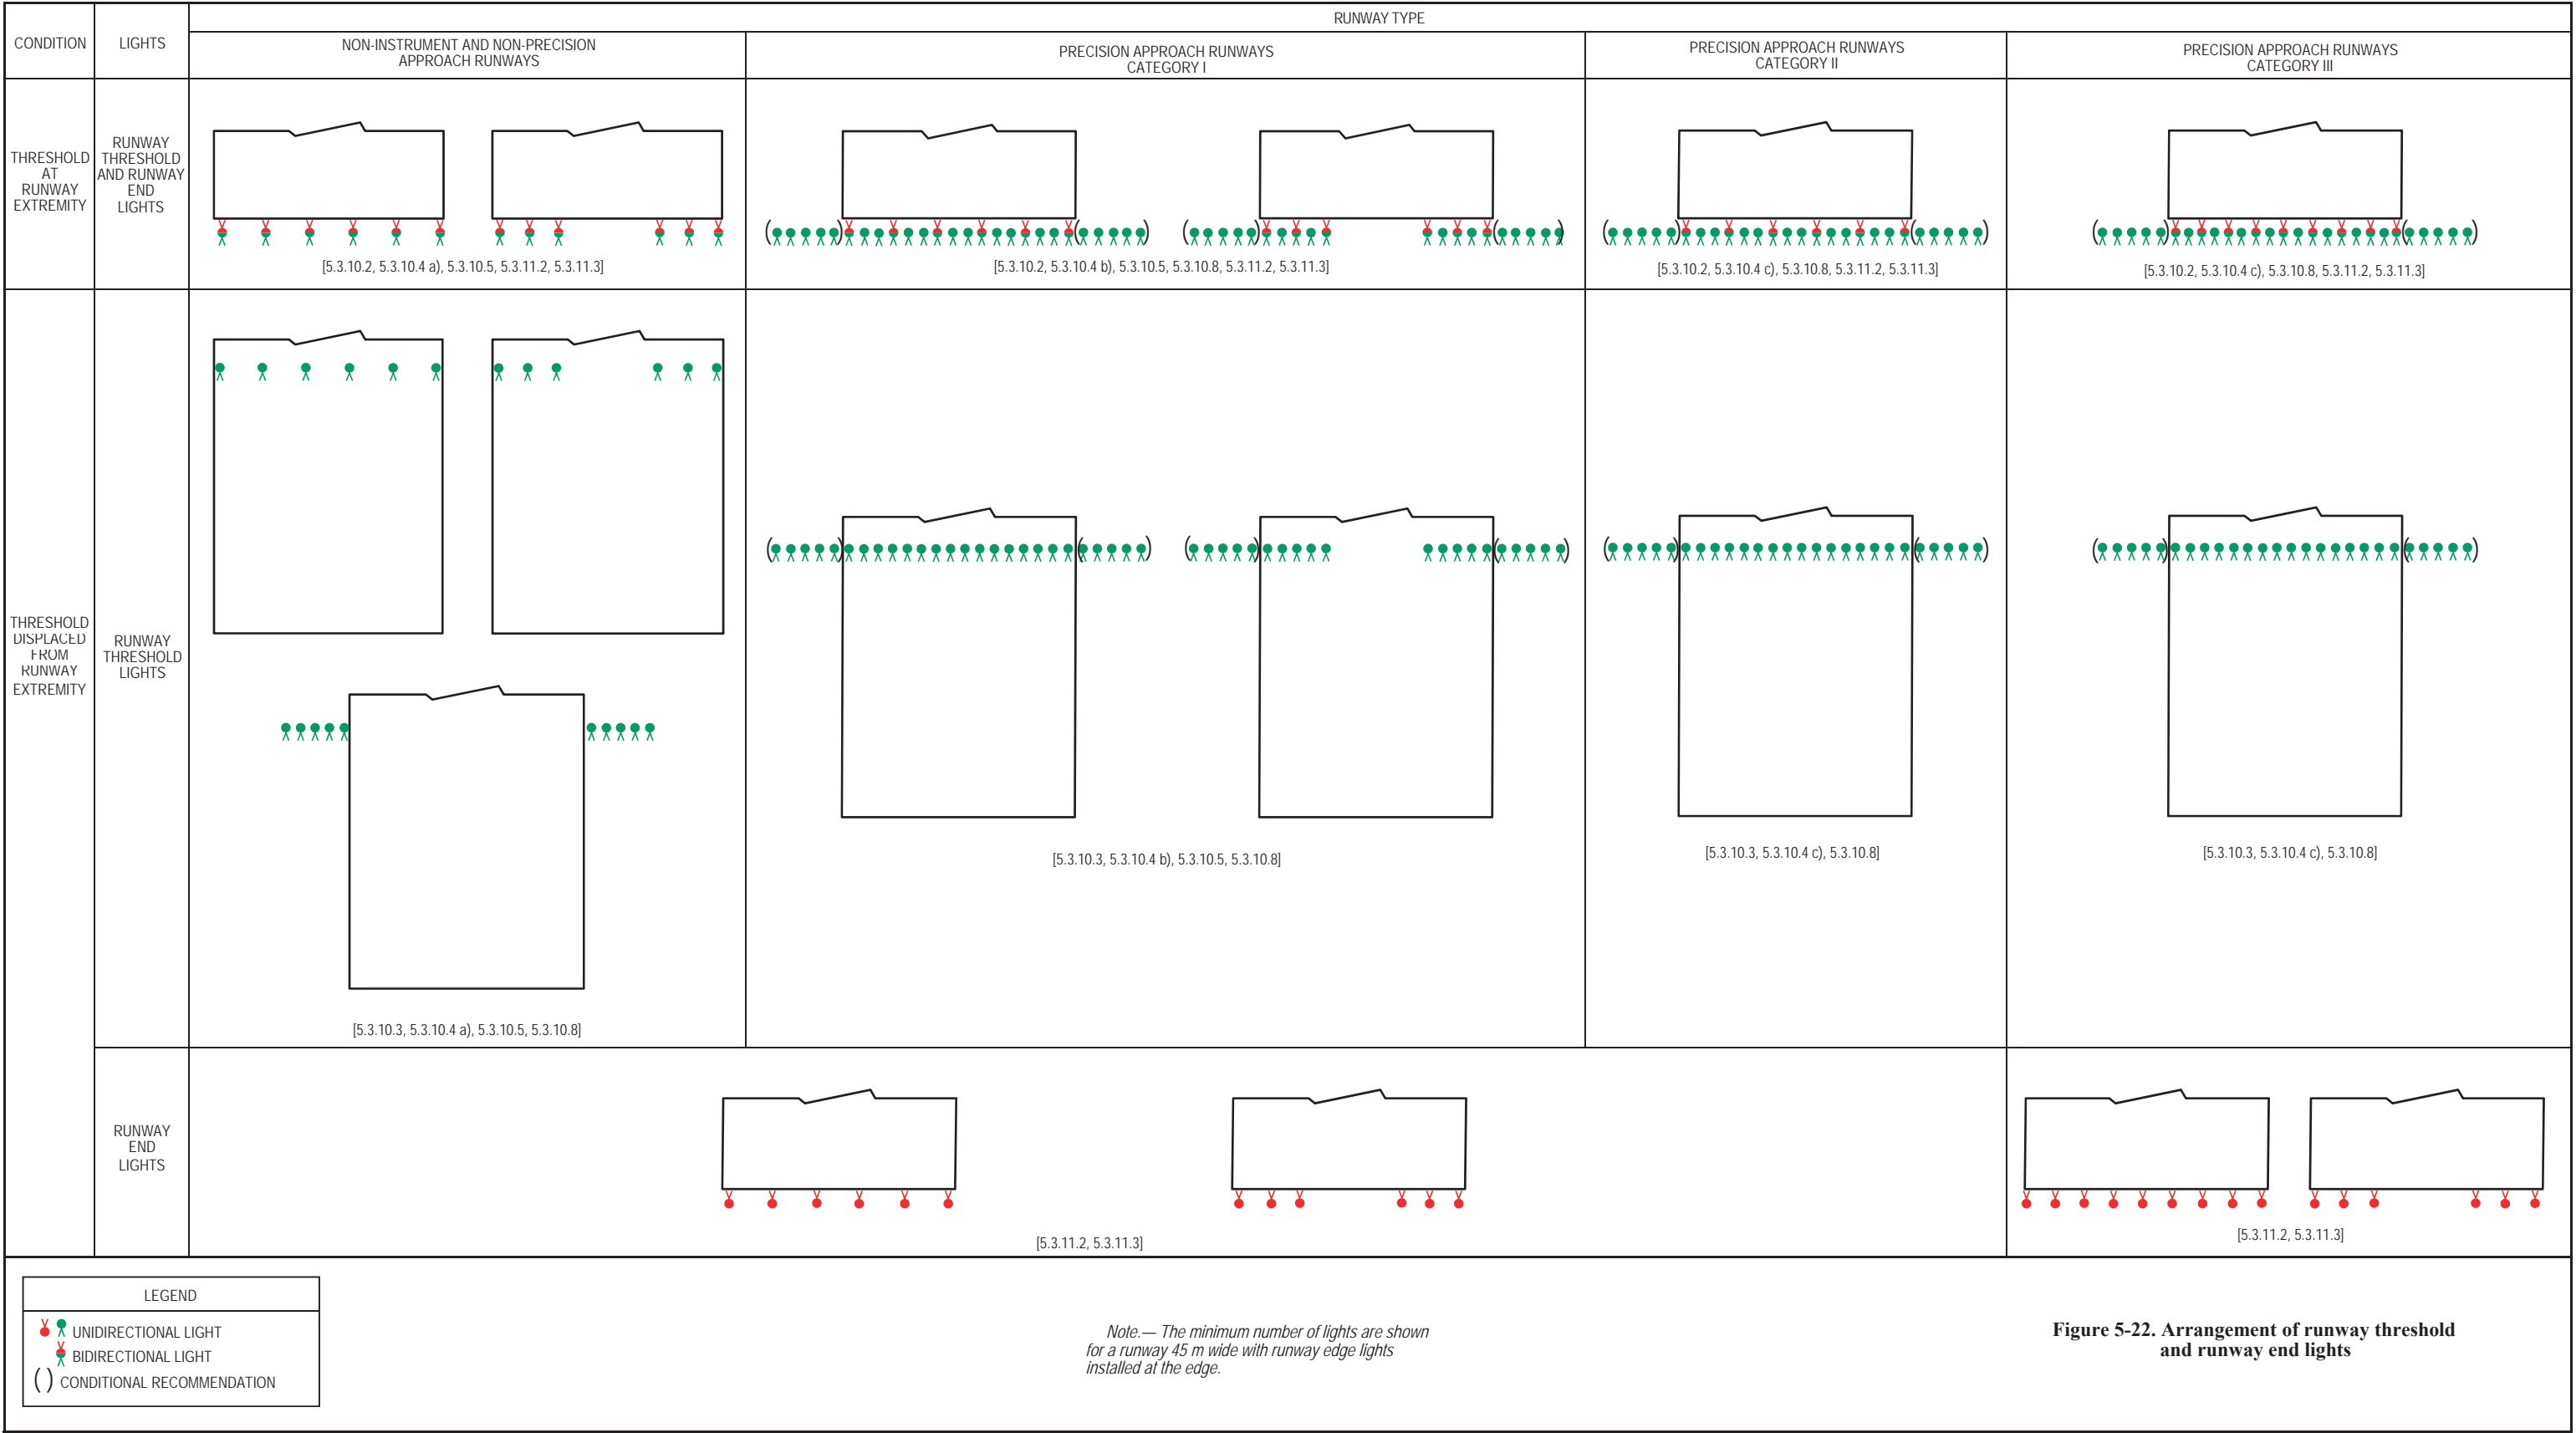 CONDITION
LIGHTS
RUNWAY TYPE
NON-INSTRUMENT AND NON-PRECISION
APPROACH RUNWAYS
PRECISION APPROACH RUNWAYS
CATEGORY I
PRECISION APPROACH RUNWAYS
CATEGORY II
PRECISION APPROACH RUNWAYS
CATEGORY III
THRESHOLD
AT
RUNWAY
EXTREMITY
RUNWAY
THRESHOLD
AND RUNWAY
END
LIGHTS
[5.3.10.2, 5.3.10.4 a), 5.3.10.5, 5.3.11.2, 5.3.11.3]
[5.3.10.2, 5.3.10.4 b), 5.3.10.5, 5.3.10.8, 5.3.11.2, 5.3.11.3]
[5.3.10.2, 5.3.10.4 c), 5.3.10.8, 5.3.11.2, 5.3.11.3]
[5.3.10.2, 5.3.10.4 c), 5.3.10.8, 5.3.11.2, 5.3.11.3]
THRESHOLD
DISPLACED
FROM
RUNWAY
EXTREMITY
RUNWAY
THRESHOLD
LIGHTS
[5.3.10.3, 5.3.10.4 a), 5.3.10.5, 5.3.10.8]
[5.3.10.3, 5.3.10.4 b), 5.3.10.5, 5.3.10.8]
[5.3.10.3, 5.3.10.4 c), 5.3.10.8]
[5.3.10.3, 5.3.10.4 c), 5.3.10.8]
RUNWAY
END
LIGHTS
[5.3.11.2, 5.3.11.3]
[5.3.11.2, 5.3.11.3]
LEGEND
UNIDIRECTIONAL LIGHT
BIDIRECTIONAL LIGHT
( ) CONDITIONAL RECOMMENDATION
Note.— The minimum number of lights are shown
for a runway 45 m wide with runway edge lights
installed at the edge.
Figure 5-22. Arrangement of runway threshold
and runway end lights